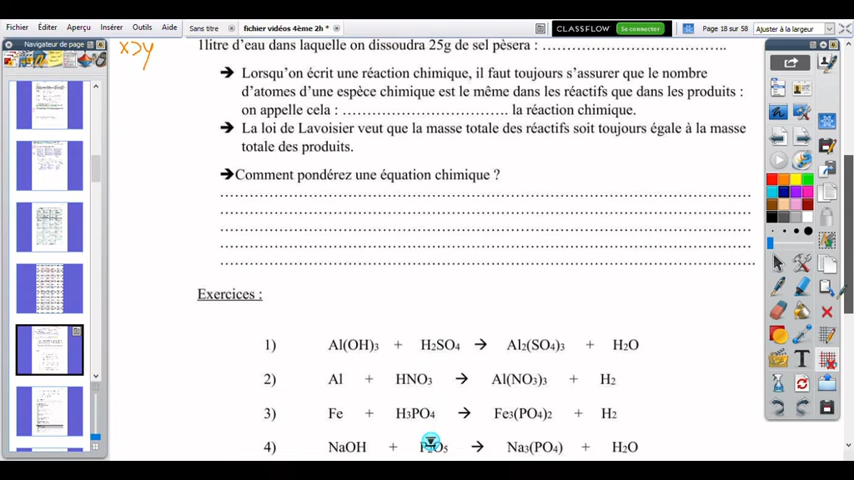 Fichier Édition Aperçu Insérer Outils Aide Sans titre fichier vidéos 4ème 2h * CLASSFLOW Se connecter Page 18 sur 58 Ajuster à la largeur
Navigateur de page
x>y
1litre d'eau dans laquelle on dissoudra 25g de sel pèsera : ……………………………..
➔ Lorsqu'on écrit une réaction chimique, il faut toujours s'assurer que le nombre
d'atomes d'une espèce chimique est le même dans les réactifs que dans les produits :
on appelle cela : ……………………………. la réaction chimique.
➔ La loi de Lavoisier veut que la masse totale des réactifs soit toujours égale à la masse
totale des produits.
➔Comment pondérez une équation chimique ?
Exercices :
1) Al(OH)₃ + H₂SO₄ → Al₂(SO₄)₃ + H₂O
2) Al + HNO₃ → Al(NO₃)₃ + H₂
3) Fe + H₃PO₄ → Fe₃(PO₄)₂ + H₂
4) NaOH + P₂O₅ → Na₃(PO₄) + H₂O